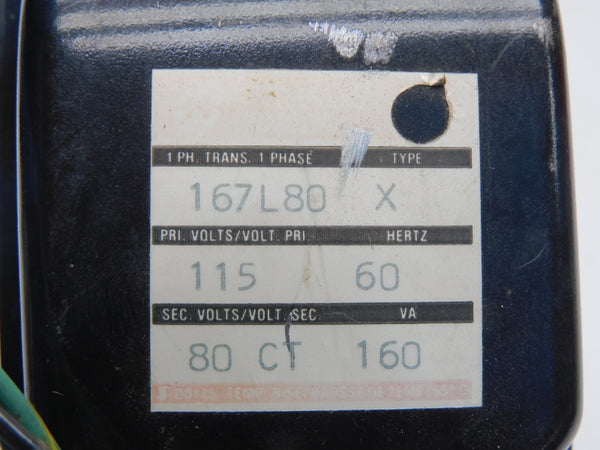 1 PH. TRANS. 1 PHASE TYPE
167L80 X
PRI. VOLTS/VOLT. PRI. HERTZ
115 60
SEC. VOLTS/VOLT. SEC. VA
80 CT 160